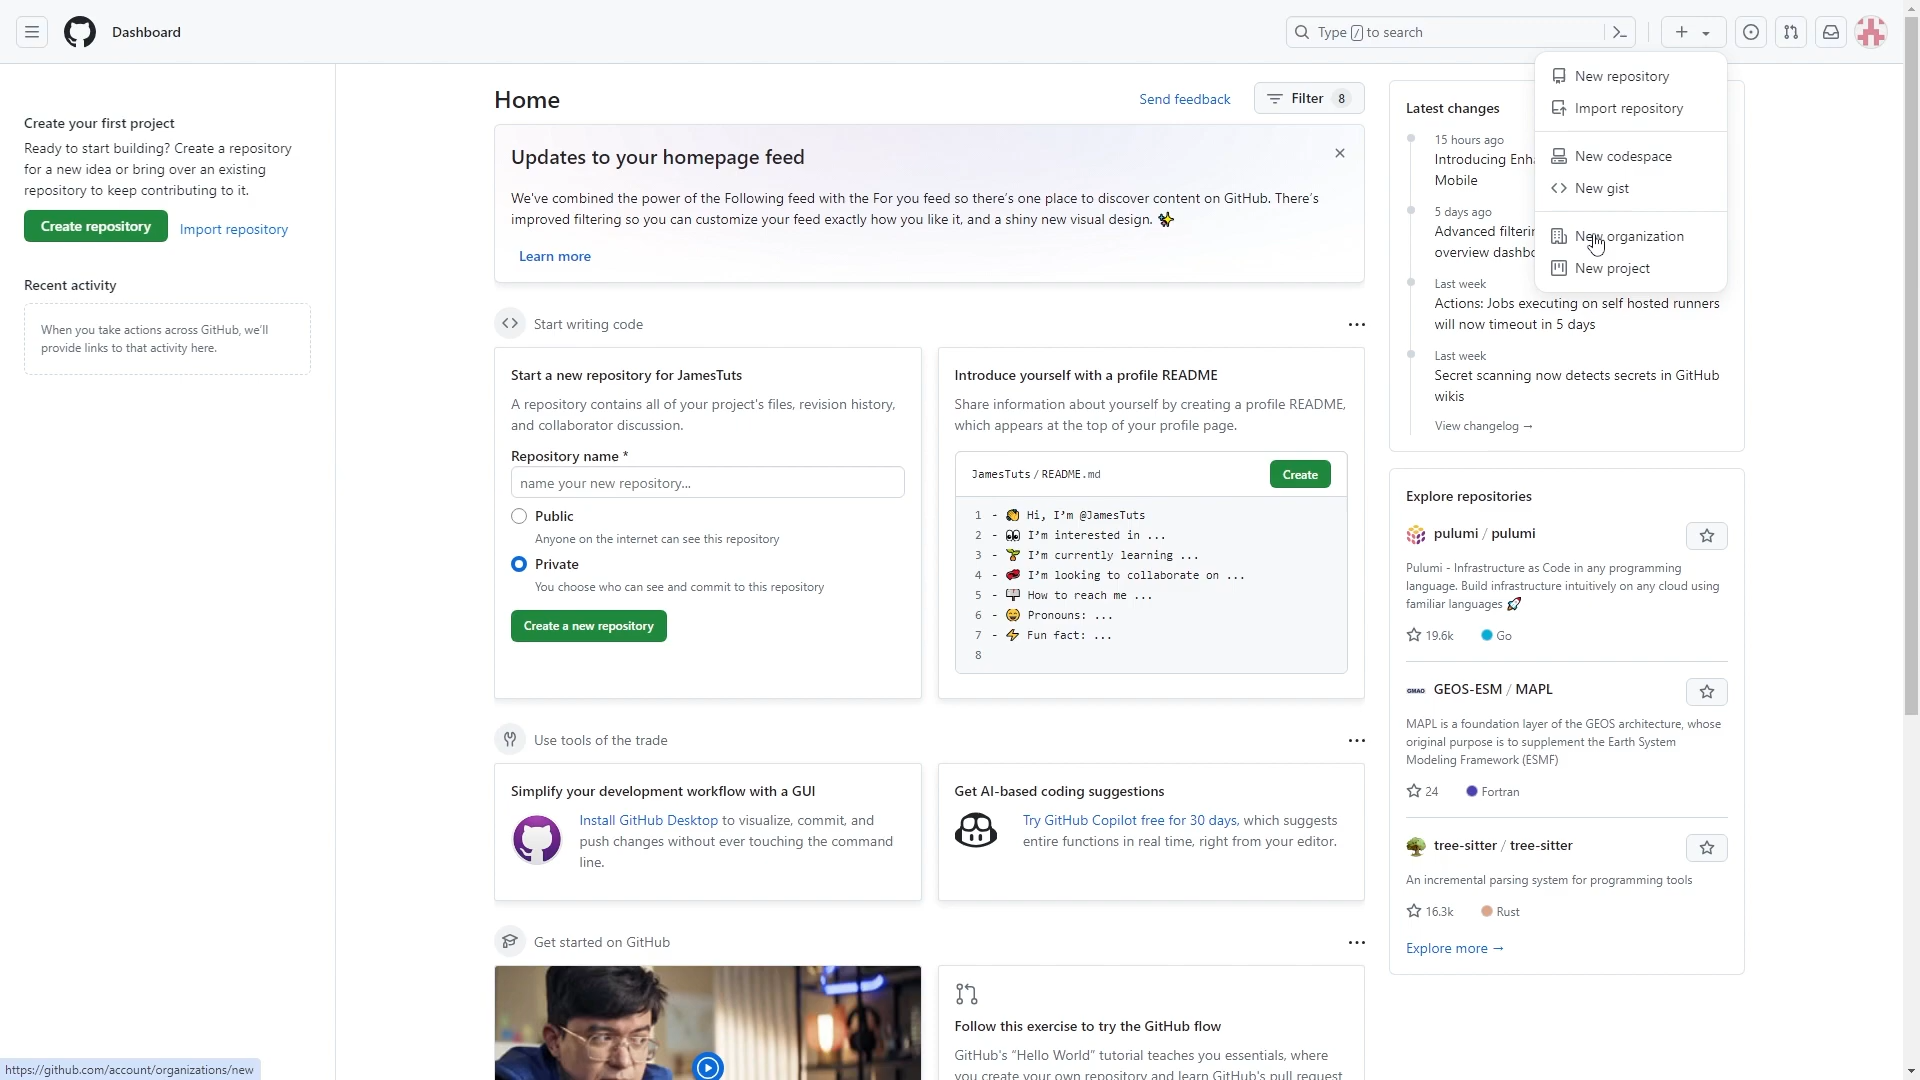 Dashboard
Type / to search
New repository
Import repository
New codespace
New gist
New organization
New project
Create your first project
Ready to start building? Create a repository
for a new idea or bring over an existing
repository to keep contributing to it.
Create repository
Import repository
Recent activity
When you take actions across GitHub, we'll
provide links to that activity here.
Home
Send feedback
Filter 8
Updates to your homepage feed
We've combined the power of the Following feed with the For you feed so there's one place to discover content on GitHub. There's
improved filtering so you can customize your feed exactly how you like it, and a shiny new visual design. ✨
Learn more
Start writing code
Start a new repository for JamesTuts
A repository contains all of your project's files, revision history,
and collaborator discussion.
Repository name *
name your new repository...
Public
Anyone on the internet can see this repository
Private
You choose who can see and commit to this repository
Create a new repository
Introduce yourself with a profile README
Share information about yourself by creating a profile README,
which appears at the top of your profile page.
JamesTuts / README.md
Create
1 - 👋 Hi, I'm @JamesTuts
2 - 👀 I'm interested in ...
3 - 🌱 I'm currently learning ...
4 - 💞️ I'm looking to collaborate on ...
5 - 📫 How to reach me ...
6 - 😄 Pronouns: ...
7 - ⚡ Fun fact: ...
8
Use tools of the trade
Simplify your development workflow with a GUI
Install GitHub Desktop to visualize, commit, and
push changes without ever touching the command
line.
Get AI-based coding suggestions
Try GitHub Copilot free for 30 days, which suggests
entire functions in real time, right from your editor.
Get started on GitHub
Follow this exercise to try the GitHub flow
GitHub's "Hello World" tutorial teaches you essentials, where
you create your own repository and learn GitHub's pull request
Latest changes
15 hours ago
Introducing
Mobile
5 days ago
Advanced
overview
Last week
Actions: Jobs executing on self hosted runners
will now timeout in 5 days
Last week
Secret scanning now detects secrets in GitHub
wikis
View changelog →
Explore repositories
pulumi / pulumi
Pulumi - Infrastructure as Code in any programming
language. Build infrastructure intuitively on any cloud using
familiar languages 🚀
19.6k Go
GMAO GEOS-ESM / MAPL
MAPL is a foundation layer of the GEOS architecture, whose
original purpose is to supplement the Earth System
Modeling Framework (ESMF)
24 Fortran
tree-sitter / tree-sitter
An incremental parsing system for programming tools
16.3k Rust
Explore more →
https://github.com/account/organizations/new